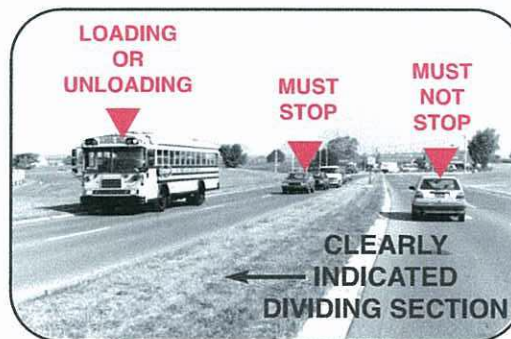 LOADING
OR
UNLOADING
MUST
STOP
MUST
NOT
STOP
CLEARLY
INDICATED
DIVIDING SECTION